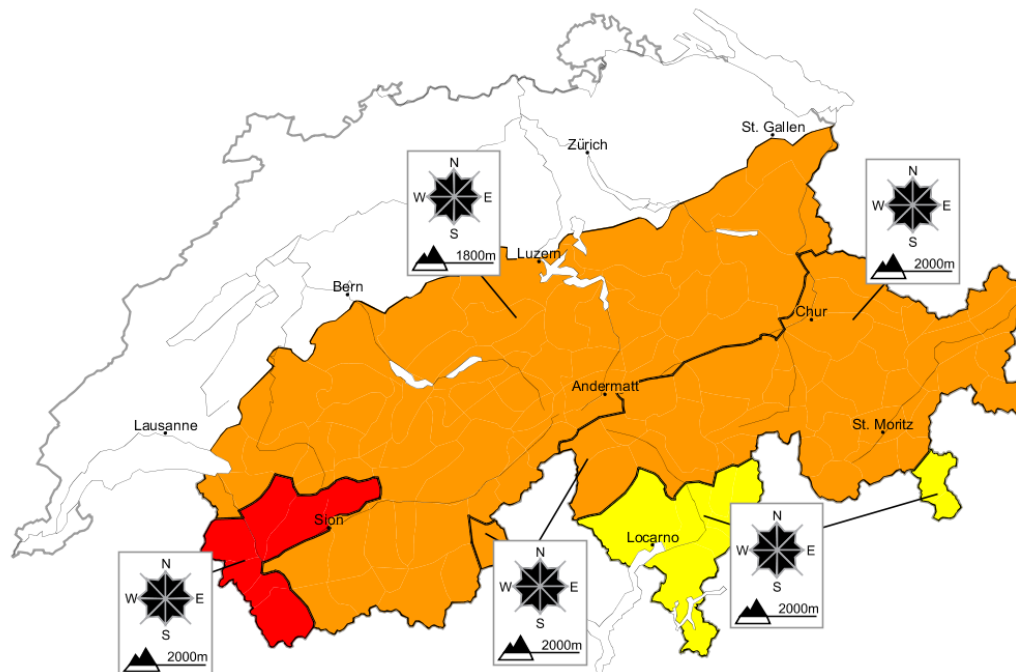 St. Gallen
Zürich
N
W E
S
1800m
N
W E
S
2000m
Luzern
Bern
Chur
Andermatt
Lausanne
St. Moritz
Sion
Locarno
N
W E
S
2000m
N
W E
S
2000m
N
W E
S
2000m